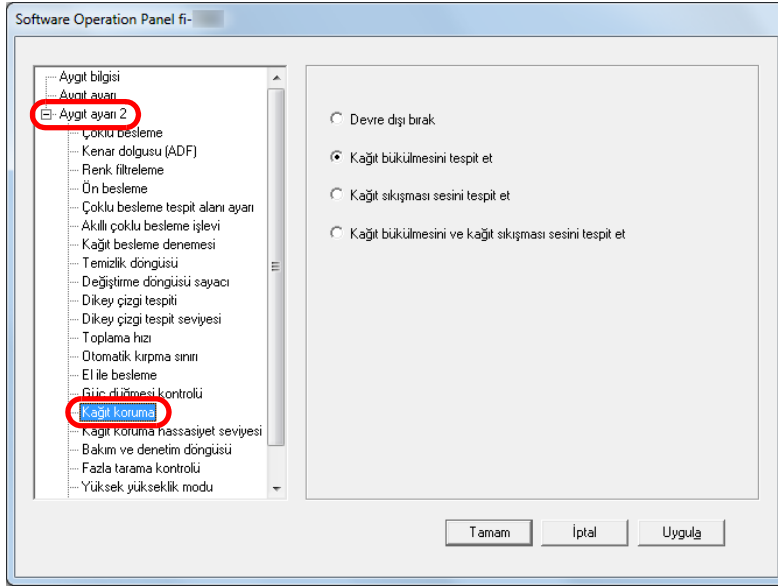 Software Operation Panel fi-
Aygıt bilgisi
Aygıt ayarı
Aygıt ayarı 2
Çoklu besleme
Kenar dolgusu (ADF)
Renk filtreleme
Ön besleme
Çoklu besleme tespit alanı ayarı
Akıllı çoklu besleme işlevi
Kağıt besleme denemesi
Temizlik döngüsü
Değiştirme döngüsü sayacı
Dikey çizgi tespiti
Dikey çizgi tespit seviyesi
Toplama hızı
Otomatik kırpma sınırı
El ile besleme
Güç düğmesi kontrolü
Kağıt koruma
Kağıt koruma hassasiyet seviyesi
Bakım ve denetim döngüsü
Fazla tarama kontrolü
Yüksek yükseklik modu
Devre dışı bırak
Kağıt bükülmesini tespit et
Kağıt sıkışması sesini tespit et
Kağıt bükülmesini ve kağıt sıkışması sesini tespit et
Tamam
İptal
Uygula